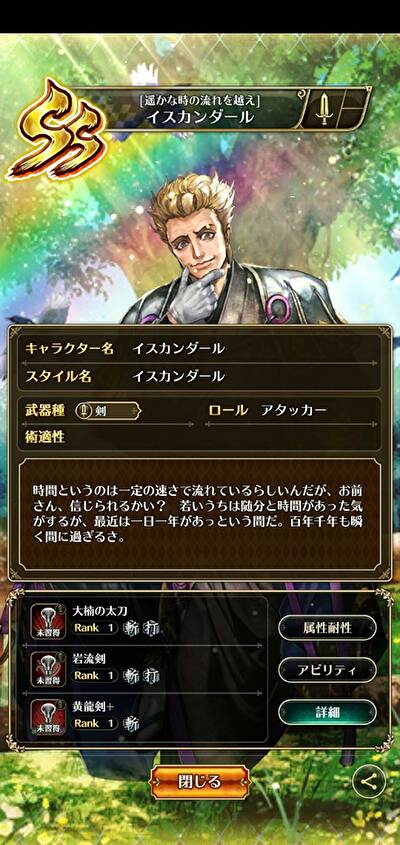 SS
[遥かな時の流れを越え]
イスカンダール
キャラクター名 イスカンダール
スタイル名 イスカンダール
武器種 剣 ロール アタッカー
術適性
時間というのは一定の速さで流れているらしいんだが、お前
さん、信じられるかい? 若いうちは随分と時間があった気
がするが、最近は一日一年があっという間だ。百年千年も瞬
く間に過ぎるさ。
大楠の太刀
未習得 Rank 1 斬 打
属性耐性
岩流剣
未習得 Rank 1 斬 打
アビリティ
黄龍剣+
未習得 Rank 1 斬
詳細
閉じる